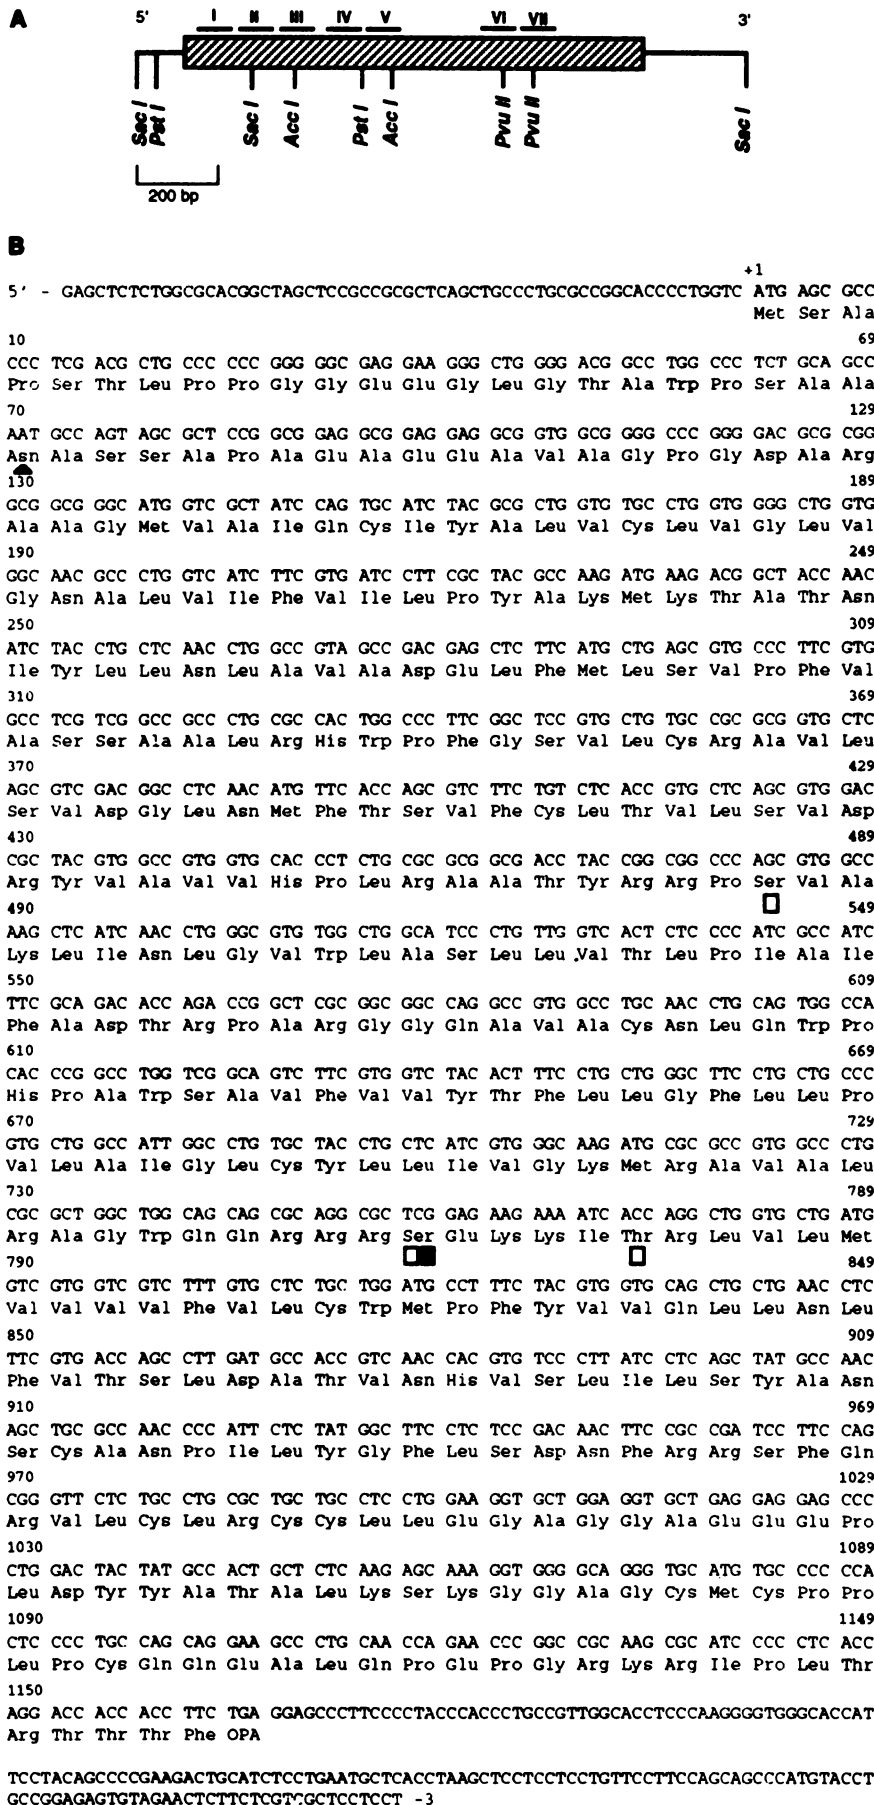 A
5' I II III IV V VI VII 3'
Sac I Pst I Sac I Acc I Pst I Acc I Pvu II Pvu II Sac I
200 bp
B
+1
5' - GAGCTCTCTGGCGCACGGCTAGCTCCGCCGCGCTCAGCTGCCCTGCGCCGGCACCCCTGGTC ATG AGC GCC
Met Ser Ala
10 69
CCC TCG ACG CTG CCC CCC GGG GGC GAG GAA GGG CTG GGG ACG GCC TGG CCC TCT GCA GCC
Pro Ser Thr Leu Pro Pro Gly Gly Glu Glu Gly Leu Gly Thr Ala Trp Pro Ser Ala Ala
70 129
AAT GCC AGT AGC GCT CCG GCG GAG GCG GAG GAG GCG GTG GCG GGG CCC GGG GAC GCG CGG
Asn Ala Ser Ser Ala Pro Ala Glu Ala Glu Glu Ala Val Ala Gly Pro Gly Asp Ala Arg
130 189
GCG GCG GGC ATG GTC GCT ATC CAG TGC ATC TAC GCG CTG GTG TGC CTG GTG GGG CTG GTG
Ala Ala Gly Met Val Ala Ile Gln Cys Ile Tyr Ala Leu Val Cys Leu Val Gly Leu Val
190 249
GGC AAC GCC CTG GTC ATC TTC GTG ATC CTT CGC TAC GCC AAG ATG AAG ACG GCT ACC AAC
Gly Asn Ala Leu Val Ile Phe Val Ile Leu Pro Tyr Ala Lys Met Lys Thr Ala Thr Asn
250 309
ATC TAC CTG CTC AAC CTG GCC GTA GCC GAC GAG CTC TTC ATG CTG AGC GTG CCC TTC GTG
Ile Tyr Leu Leu Asn Leu Ala Val Ala Asp Glu Leu Phe Met Leu Ser Val Pro Phe Val
310 369
GCC TCG TCG GCC GCC CTG CGC CAC TGG CCC TTC GGC TCC GTG CTG TGC CGC GCG GTG CTC
Ala Ser Ser Ala Ala Leu Arg His Trp Pro Phe Gly Ser Val Leu Cys Arg Ala Val Leu
370 429
AGC GTC GAC GGC CTC AAC ATG TTC ACC AGC GTC TTC TGT CTC ACC GTG CTC AGC GTG GAC
Ser Val Asp Gly Leu Asn Met Phe Thr Ser Val Phe Cys Leu Thr Val Leu Ser Val Asp
430 489
CGC TAC GTG GCC GTG GTG CAC CCT CTG CGC GCG GCG ACC TAC CGG CGG CCC AGC GTG GCC
Arg Tyr Val Ala Val Val His Pro Leu Arg Ala Ala Thr Tyr Arg Arg Pro Ser Val Ala
490 549
AAG CTC ATC AAC CTG GGC GTG TGG CTG GCA TCC CTG TTG GTC ACT CTC CCC ATC GCC ATC
Lys Leu Ile Asn Leu Gly Val Trp Leu Ala Ser Leu Leu Val Thr Leu Pro Ile Ala Ile
550 609
TTC GCA GAC ACC AGA CCG GCT CGC GGC GGC CAG GCC GTG GCC TGC AAC CTG CAG TGG CCA
Phe Ala Asp Thr Arg Pro Ala Arg Gly Gly Gln Ala Val Ala Cys Asn Leu Gln Trp Pro
610 669
CAC CCG GCC TGG TCG GCA GTC TTC GTG GTC TAC ACT TTC CTG CTG GGC TTC CTG CTG CCC
His Pro Ala Trp Ser Ala Val Phe Val Val Tyr Thr Phe Leu Leu Gly Phe Leu Leu Pro
670 729
GTG CTG GCC ATT GGC CTG TGC TAC CTG CTC ATC GTG GGC AAG ATG CGC GCC GTG GCC CTG
Val Leu Ala Ile Gly Leu Cys Tyr Leu Leu Ile Val Gly Lys Met Arg Ala Val Ala Leu
730 789
CGC GCT GGC TGG CAG CAG CGC AGG CGC TCG GAG AAG AAA ATC ACC AGG CTG GTG CTG ATG
Arg Ala Gly Trp Gln Gln Arg Arg Arg Ser Glu Lys Lys Ile Thr Arg Leu Val Leu Met
790 849
GTC GTG GTC GTC TTT GTG CTC TGC TGG ATG CCT TTC TAC GTG GTG CAG CTG CTG AAC CTC
Val Val Val Val Phe Val Leu Cys Trp Met Pro Phe Tyr Val Val Gln Leu Leu Asn Leu
850 909
TTC GTG ACC AGC CTT GAT GCC ACC GTC AAC CAC GTG TCC CTT ATC CTC AGC TAT GCC AAC
Phe Val Thr Ser Leu Asp Ala Thr Val Asn His Val Ser Leu Ile Leu Ser Tyr Ala Asn
910 969
AGC TGC GCC AAC CCC ATT CTC TAT GGC TTC CTC TCC GAC AAC TTC CGC CGA TCC TTC CAG
Ser Cys Ala Asn Pro Ile Leu Tyr Gly Phe Leu Ser Asp Asn Phe Arg Arg Ser Phe Gln
970 1029
CGG GTT CTC TGC CTG CGC TGC TGC CTC CTG GAA GGT GCT GGA GGT GCT GAG GAG GAG CCC
Arg Val Leu Cys Leu Arg Cys Cys Leu Leu Glu Gly Ala Gly Gly Ala Glu Glu Glu Pro
1030 1089
CTG GAC TAC TAT GCC ACT GCT CTC AAG AGC AAA GGT GGG GCA GGG TGC ATG TGC CCC CCA
Leu Asp Tyr Tyr Ala Thr Ala Leu Lys Ser Lys Gly Gly Ala Gly Cys Met Cys Pro Pro
1090 1149
CTC CCC TGC CAG CAG GAA GCC CTG CAA CCA GAA CCC GGC CGC AAG CGC ATC CCC CTC ACC
Leu Pro Cys Gln Gln Glu Ala Leu Gln Pro Glu Pro Gly Arg Lys Arg Ile Pro Leu Thr
1150
AGG ACC ACC ACC TTC TGA GGAGCCCTTCCCCTACCCACCCTGCCGTTGGCACCTCCCAAGGGGTGGGCACCAT
Arg Thr Thr Thr Phe OPA
TCCTACAGCCCCGAAGACTGCATCTCCTGAATGCTCACCTAAGCTCCTCCTCCTGTTCCTTCCAGCAGCCCATGTACCT
GCCGGAGAGTGTAGAACTCTTCTCGTCGCTCCTCCT -3